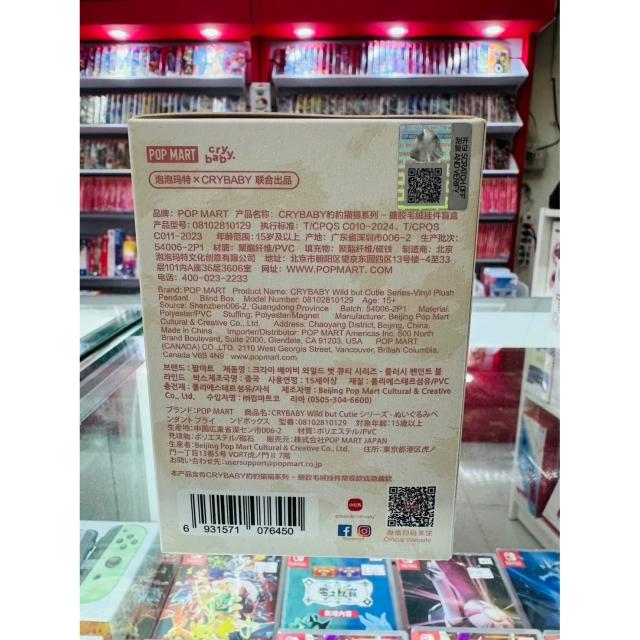 POP MART cry baby.
泡泡玛特 × CRYBABY 联合出品
开启 SCRATCH OFF
刮装 AND VERIFY
品牌: POP MART 产品名称: CRYBABY豹豹猫猫系列 - 搪胶毛绒挂件盲盒
产品型号: 08102810129 执行标准: T/CPQS C010-2024、T/CPQS
C011-2023 年龄范围: 15岁及以上 产地: 广东省深圳市006-2 生产批次:
54006-2P1 材质: 聚酯纤维/PVC 填充物: 聚酯纤维/磁铁 制造商: 北京
泡泡玛特文化创意有限公司 地址: 北京市朝阳区望京东园四区13号楼-4至33
层101内A座36层3606室 网址: WWW.POPMART.COM
电话: 400-023-2233
Brand: POP MART Product Name: CRYBABY Wild but Cutie Series-Vinyl Plush
Pendant Blind Box Model Number: 08102810129 Age: 15+
Source: Shenzhen006-2, Guangdong Province Batch: 54006-2P1 Material:
Polyester/PVC Stuffing: Polyester/Magnet Manufacturer: Beijing Pop Mart
Cultural & Creative Co., Ltd. Address: Chaoyang District, Beijing, China
Made in China Importer/Distributor: POP MART Americas Inc. 500 North
Brand Boulevard, Suite 2000, Glendale, CA 91203, USA POP MART
(CANADA) CO.,LTD. 2110 West Georgia Street, Vancouver, British Columbia,
Canada V6B 4N9 www.popmart.com
브랜드: 팝마트 제품명: 크라이 베이비 와일드 벗 큐티 시리즈 - 플러시 펜던트 블
라인드 박스제조국명: 중국 사용연령: 15세이상 재질: 폴리에스테르섬유/PVC
충전재: 폴리에스테르섬유/자석 제조자명: Beijing Pop Mart Cultural & Creative
Co., Ltd. 수입자명: ㈜팝마트코 리아 (0505-304-6600)
ブランド: POP MART 商品名: CRYBABY Wild but Cutie シリーズ - ぬいぐるみペ
ンダント ブライ ンドボックス 型番: 08102810129 対象年齢: 15歳以上
生産地: 中国広東省深セン市006-2 材質: ポリエステル/PVC
充填物: ポリエステル/磁石 販売元: 株式会社POP MART JAPAN
生産者: Beijing Pop Mart Cultural & Creative Co., Ltd. 住所: 東京都港区虎ノ
門一丁目13番5号 VORT虎ノ門II 7階
お問い合わせ先: usersupport@popmart.co.jp
本产品含有CRYBABY豹豹猫猫系列 - 搪胶毛绒挂件常规款或隐藏款
6 931571 076450
微信扫码关注
Official Website